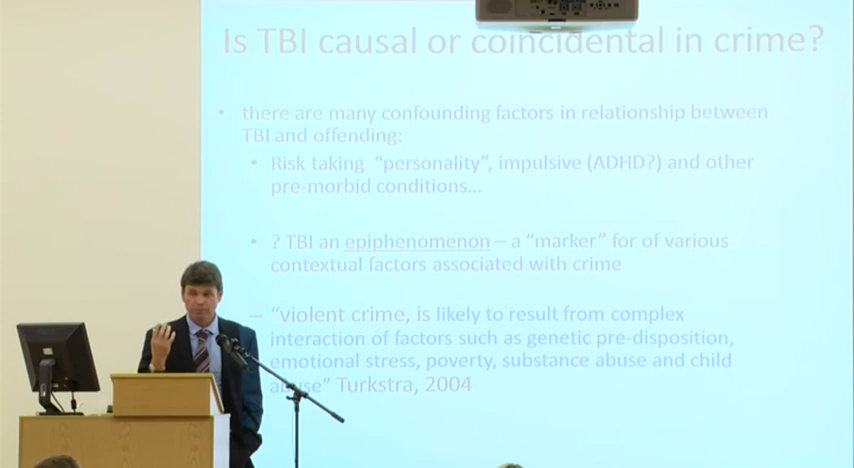 Is TBI causal or coincidental in crime?
• there are many confounding factors in relationship between
TBI and offending:
• Risk taking "personality", impulsive (ADHD?) and other
pre-morbid conditions...
• ? TBI an epiphenomenon – a "marker" for of various
contextual factors associated with crime
– "violent crime, is likely to result from complex
interaction of factors such as genetic pre-disposition,
emotional stress, poverty, substance abuse and child
abuse" Turkstra, 2004